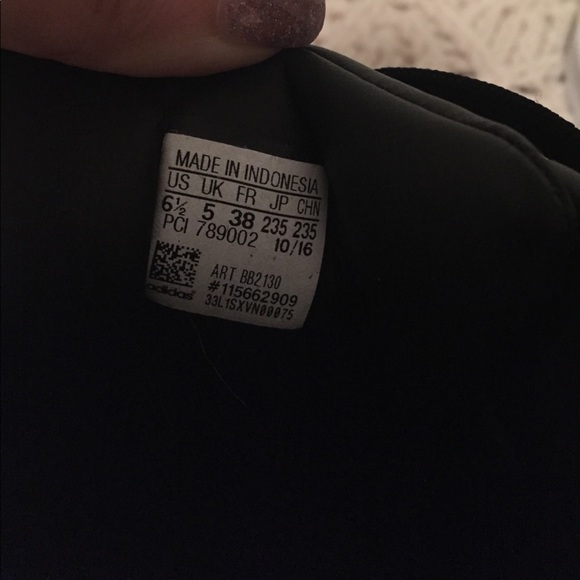 MADE IN INDONESIA
US UK FR JP CHN
6½ 5 38 235 235
PCI 789002 10/16
ART BB2130
#115662909
adidas 33L1SXVN00075